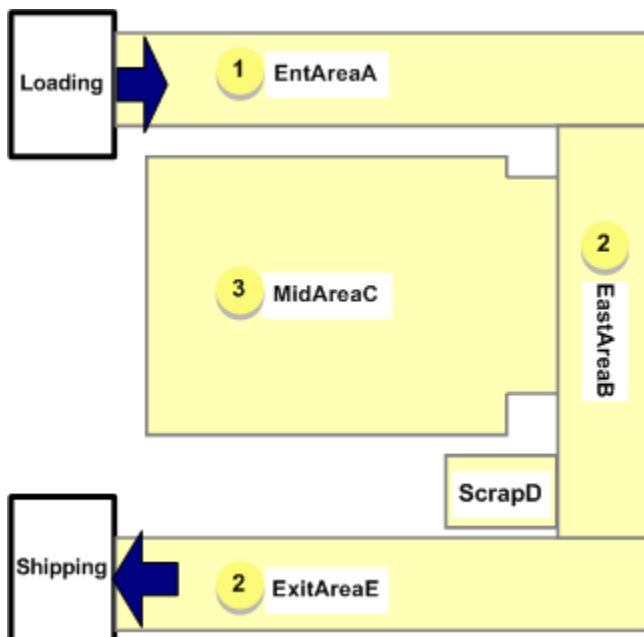 Loading
1
EntAreaA
2
EastAreaB
3
MidAreaC
ScrapD
Shipping
2
ExitAreaE